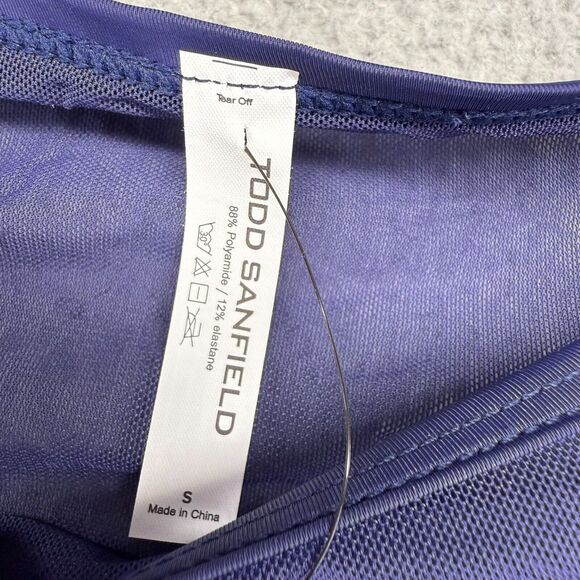 Tear Off
TODD SANFIELD
88% Polyamide / 12% elastane
30°
S
Made in China